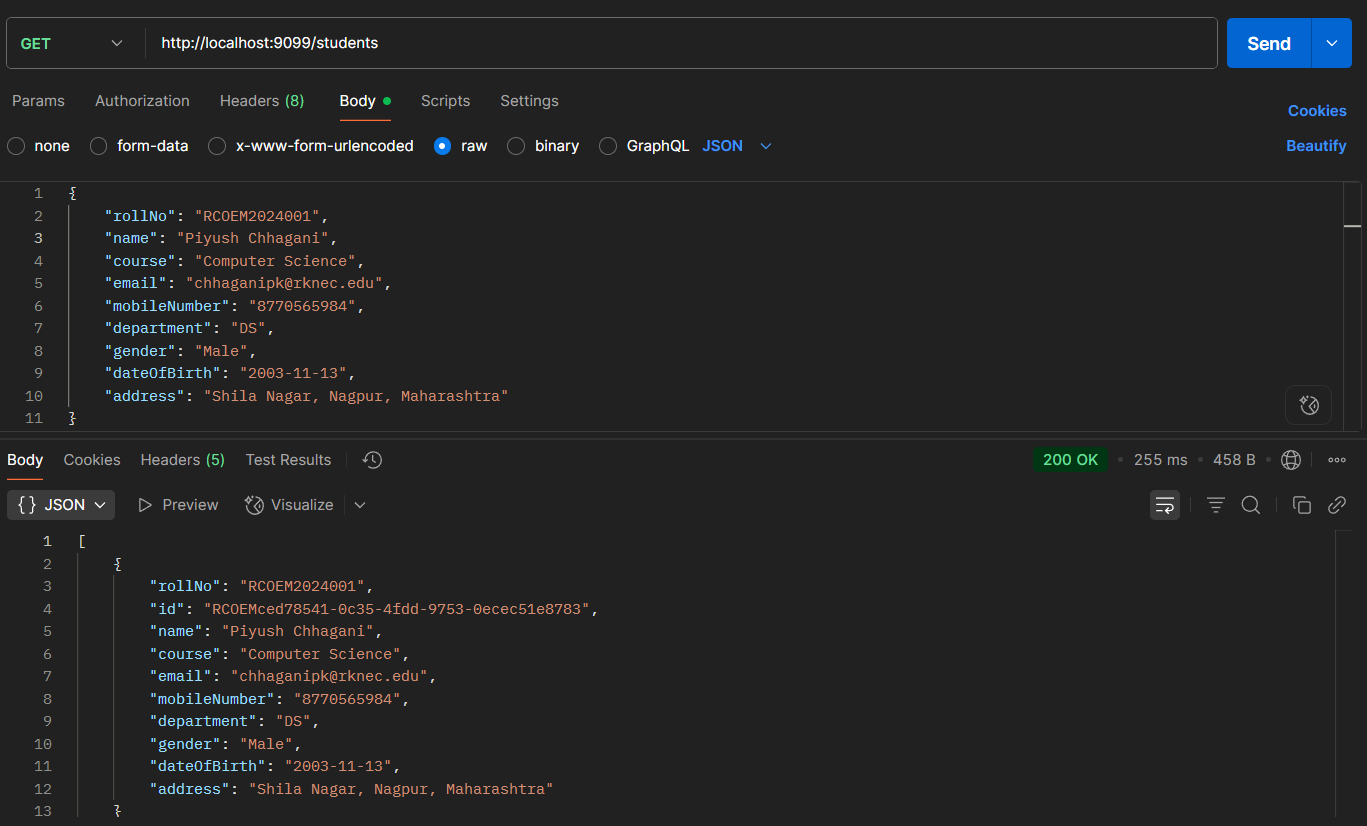 GET http://localhost:9099/students Send
Params Authorization Headers (8) Body Scripts Settings Cookies
none form-data x-www-form-urlencoded raw binary GraphQL JSON Beautify
1 {
2 "rollNo": "RCOEM2024001",
3 "name": "Piyush Chhagani",
4 "course": "Computer Science",
5 "email": "chhaganipk@rknec.edu",
6 "mobileNumber": "8770565984",
7 "department": "DS",
8 "gender": "Male",
9 "dateOfBirth": "2003-11-13",
10 "address": "Shila Nagar, Nagpur, Maharashtra"
11 }
Body Cookies Headers (5) Test Results 200 OK • 255 ms • 458 B •
{} JSON Preview Visualize
1 [
2 {
3 "rollNo": "RCOEM2024001",
4 "id": "RCOEMced78541-0c35-4fdd-9753-0ecec51e8783",
5 "name": "Piyush Chhagani",
6 "course": "Computer Science",
7 "email": "chhaganipk@rknec.edu",
8 "mobileNumber": "8770565984",
9 "department": "DS",
10 "gender": "Male",
11 "dateOfBirth": "2003-11-13",
12 "address": "Shila Nagar, Nagpur, Maharashtra"
13 }